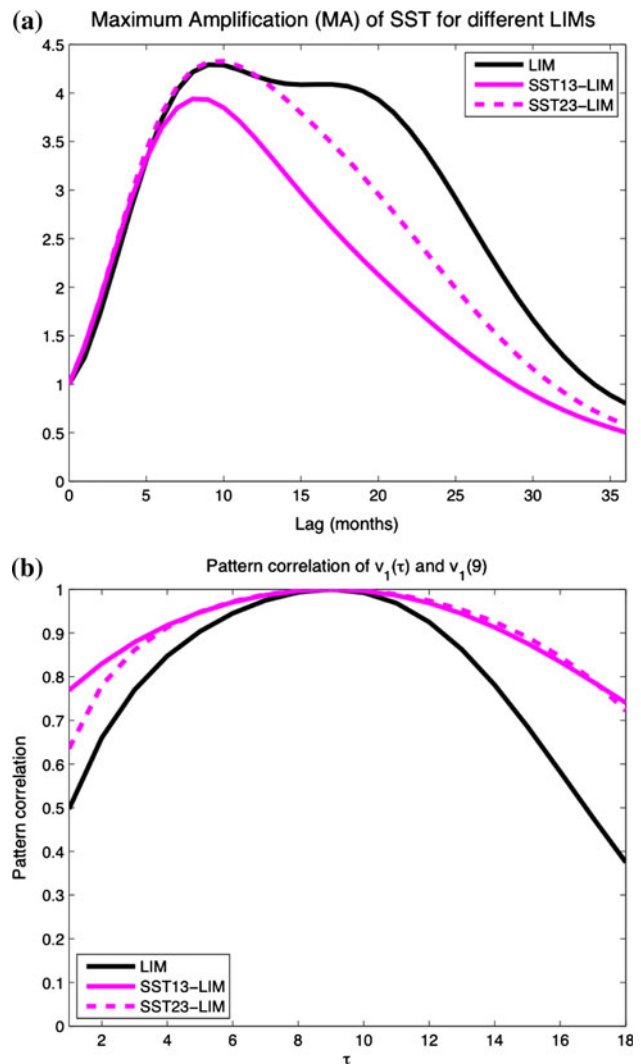 (a)
Maximum Amplification (MA) of SST for different LIMs
4.5
4
3.5
3
2.5
2
1.5
1
0.5
0
0 5 10 15 20 25 30 35
Lag (months)
LIM
SST13-LIM
SST23-LIM
(b)
Pattern correlation of v₁(τ) and v₁(9)
Pattern correlation
1
0.9
0.8
0.7
0.6
0.5
0.4
0.3
0.2
0.1
0
2 4 6 8 10 12 14 16 18
τ
LIM
SST13-LIM
SST23-LIM